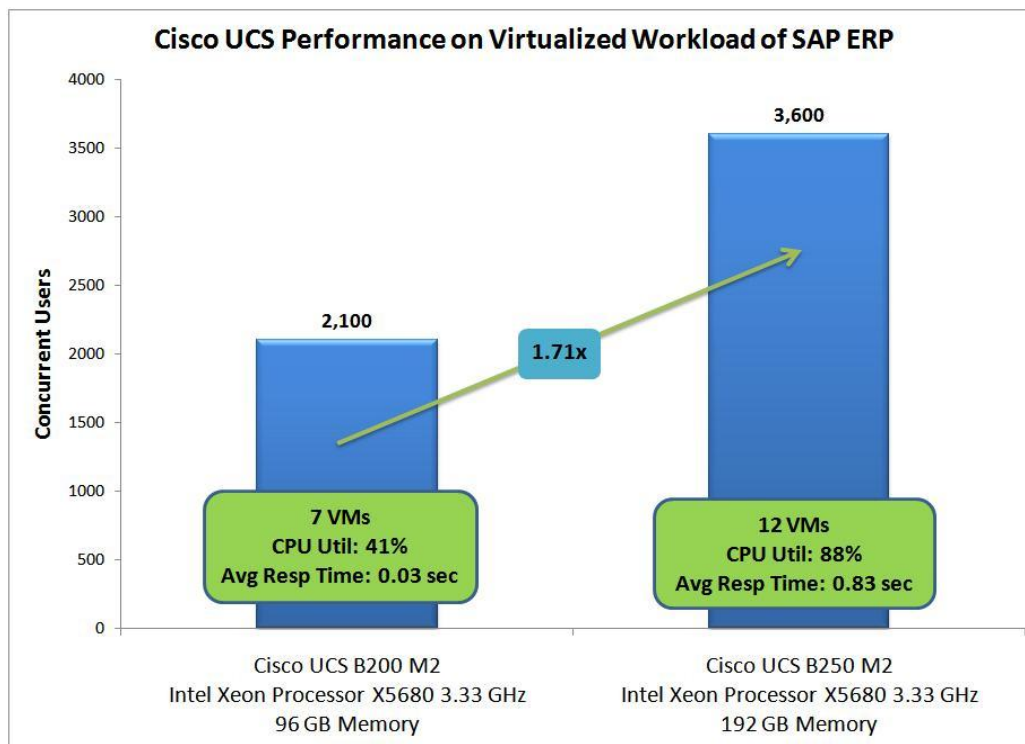 Cisco UCS Performance on Virtualized Workload of SAP ERP
Concurrent Users
4000
3500
3000
2500
2000
1500
1000
500
0
2,100
3,600
1.71x
7 VMs
CPU Util: 41%
Avg Resp Time: 0.03 sec
12 VMs
CPU Util: 88%
Avg Resp Time: 0.83 sec
Cisco UCS B200 M2
Intel Xeon Processor X5680 3.33 GHz
96 GB Memory
Cisco UCS B250 M2
Intel Xeon Processor X5680 3.33 GHz
192 GB Memory